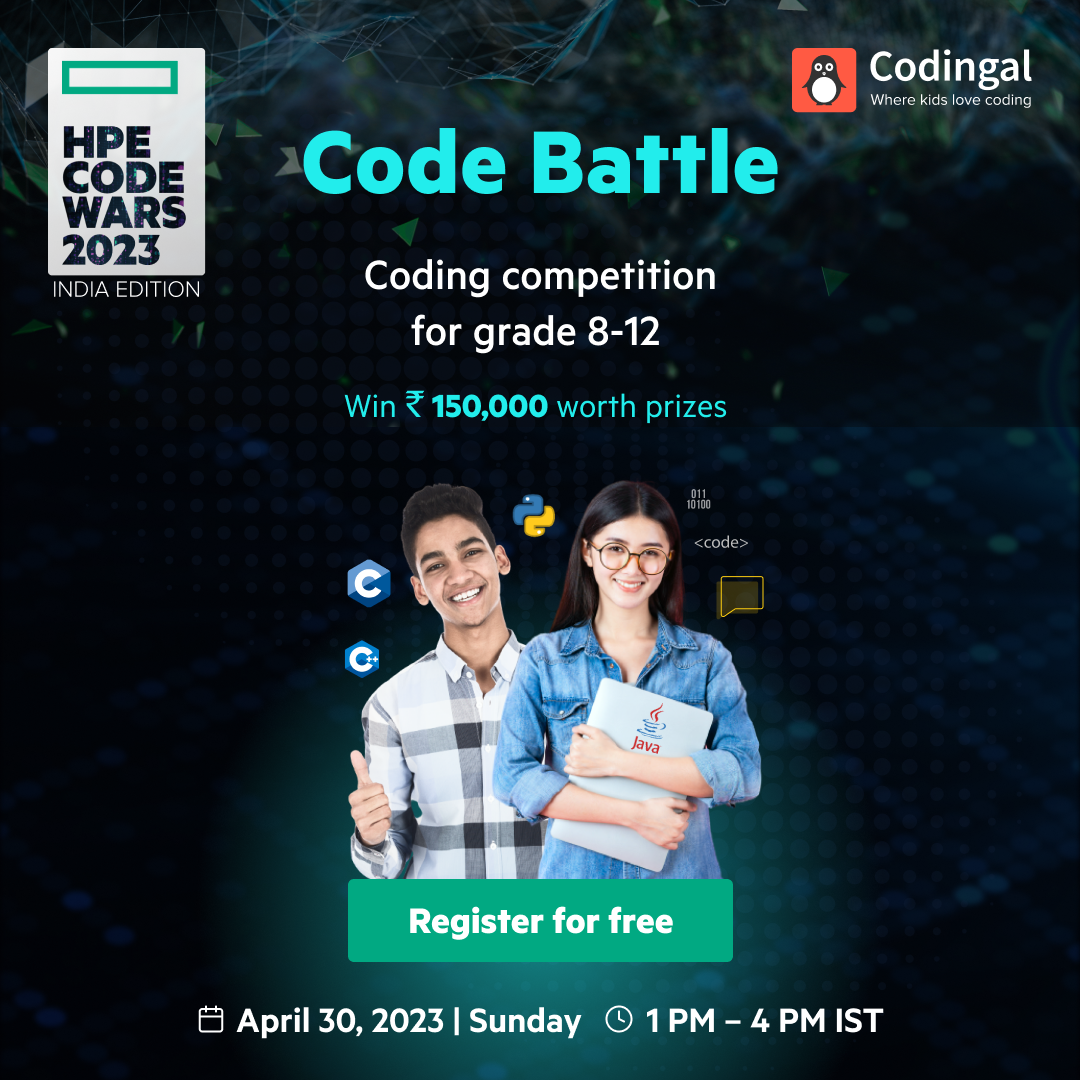 HPE
CODE
WARS
2023
INDIA EDITION
Codingal
Where kids love coding
Code Battle
Coding competition
for grade 8-12
Win ₹ 150,000 worth prizes
011
10100
<code>
C
C++
Java
Register for free
April 30, 2023 | Sunday 1 PM – 4 PM IST